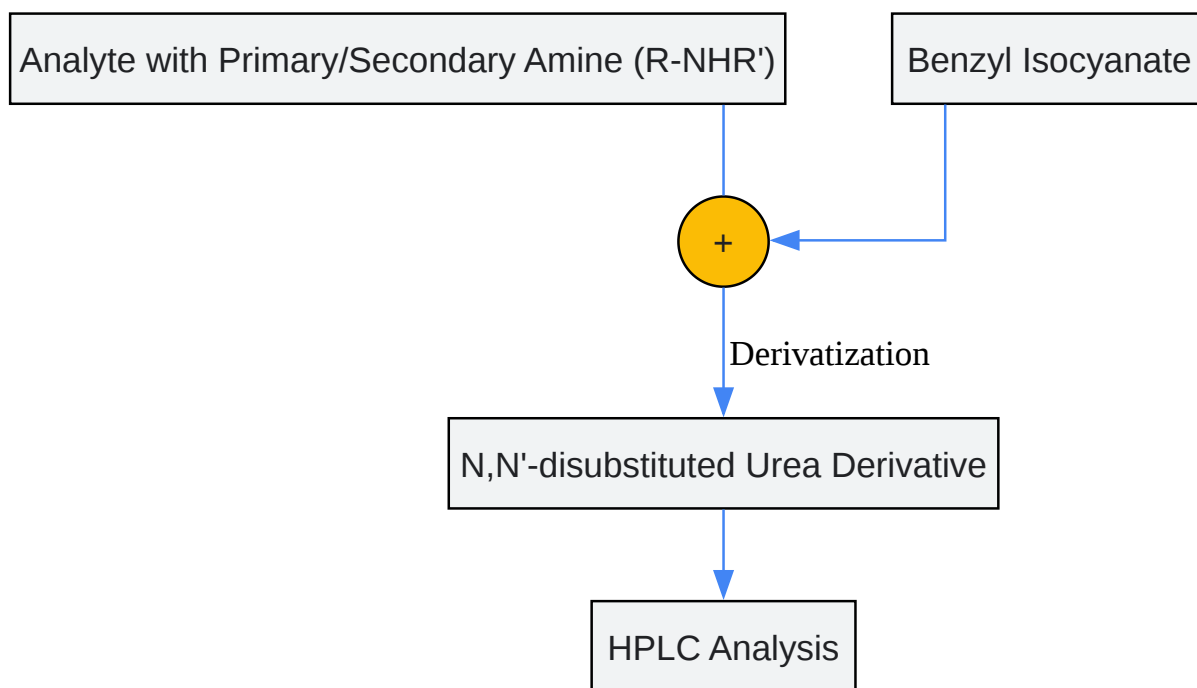 Analyte with Primary/Secondary Amine (R-NHR')
Benzyl Isocyanate
+
Derivatization
N,N'-disubstituted Urea Derivative
HPLC Analysis